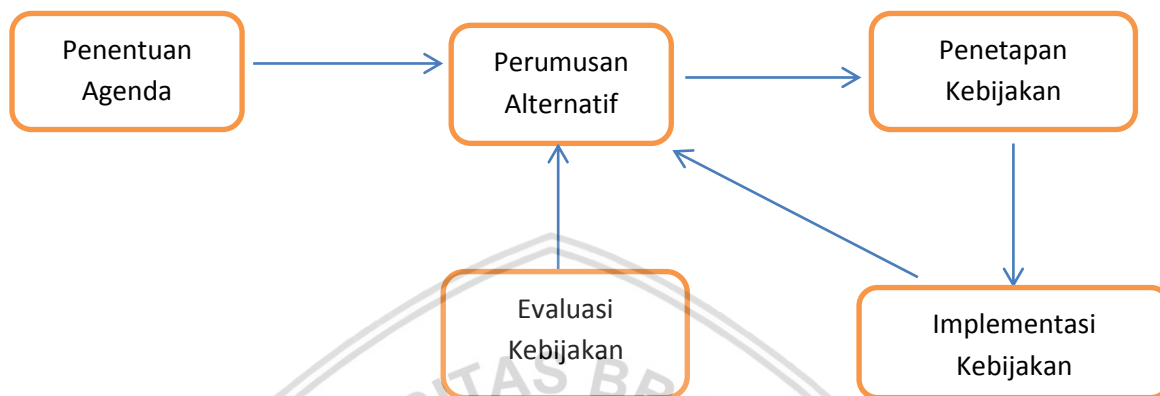 Penentuan
Agenda
Perumusan
Alternatif
Penetapan
Kebijakan
Evaluasi
Kebijakan
Implementasi
Kebijakan